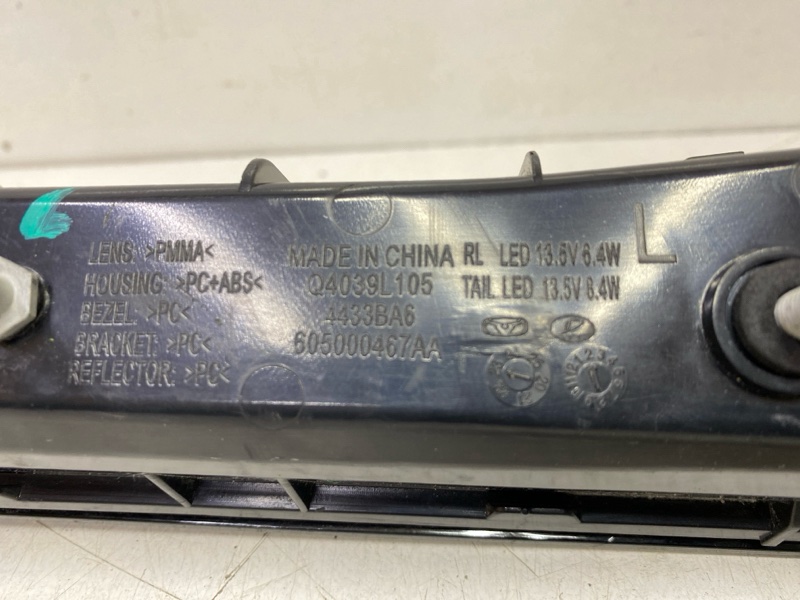 LENS: >PMMA<
HOUSING: >PC+ABS<
BEZEL: >PC<
BRACKET: >PC<
REFLECTOR: >PC<
MADE IN CHINA
Q4039L105
4433BA6
605000467AA
RL LED 13.5V 6.4W
TAIL LED 13.5V 6.4W
L